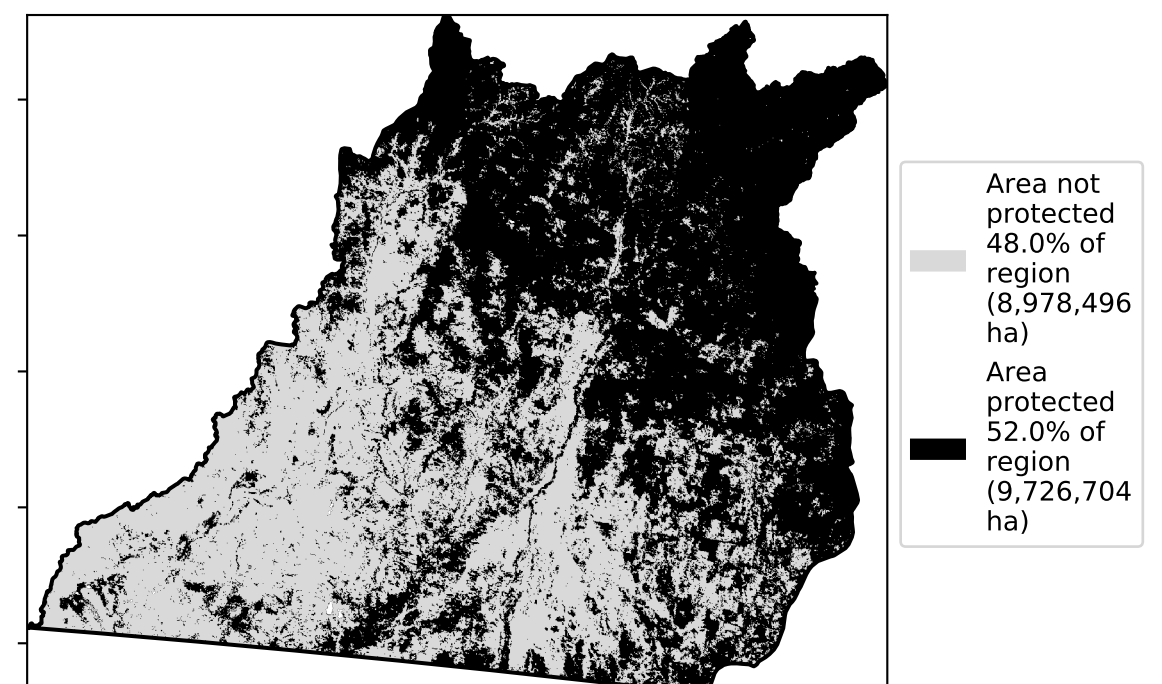 Area not
protected
48.0% of
region
(8,978,496
ha)
Area
protected
52.0% of
region
(9,726,704
ha)